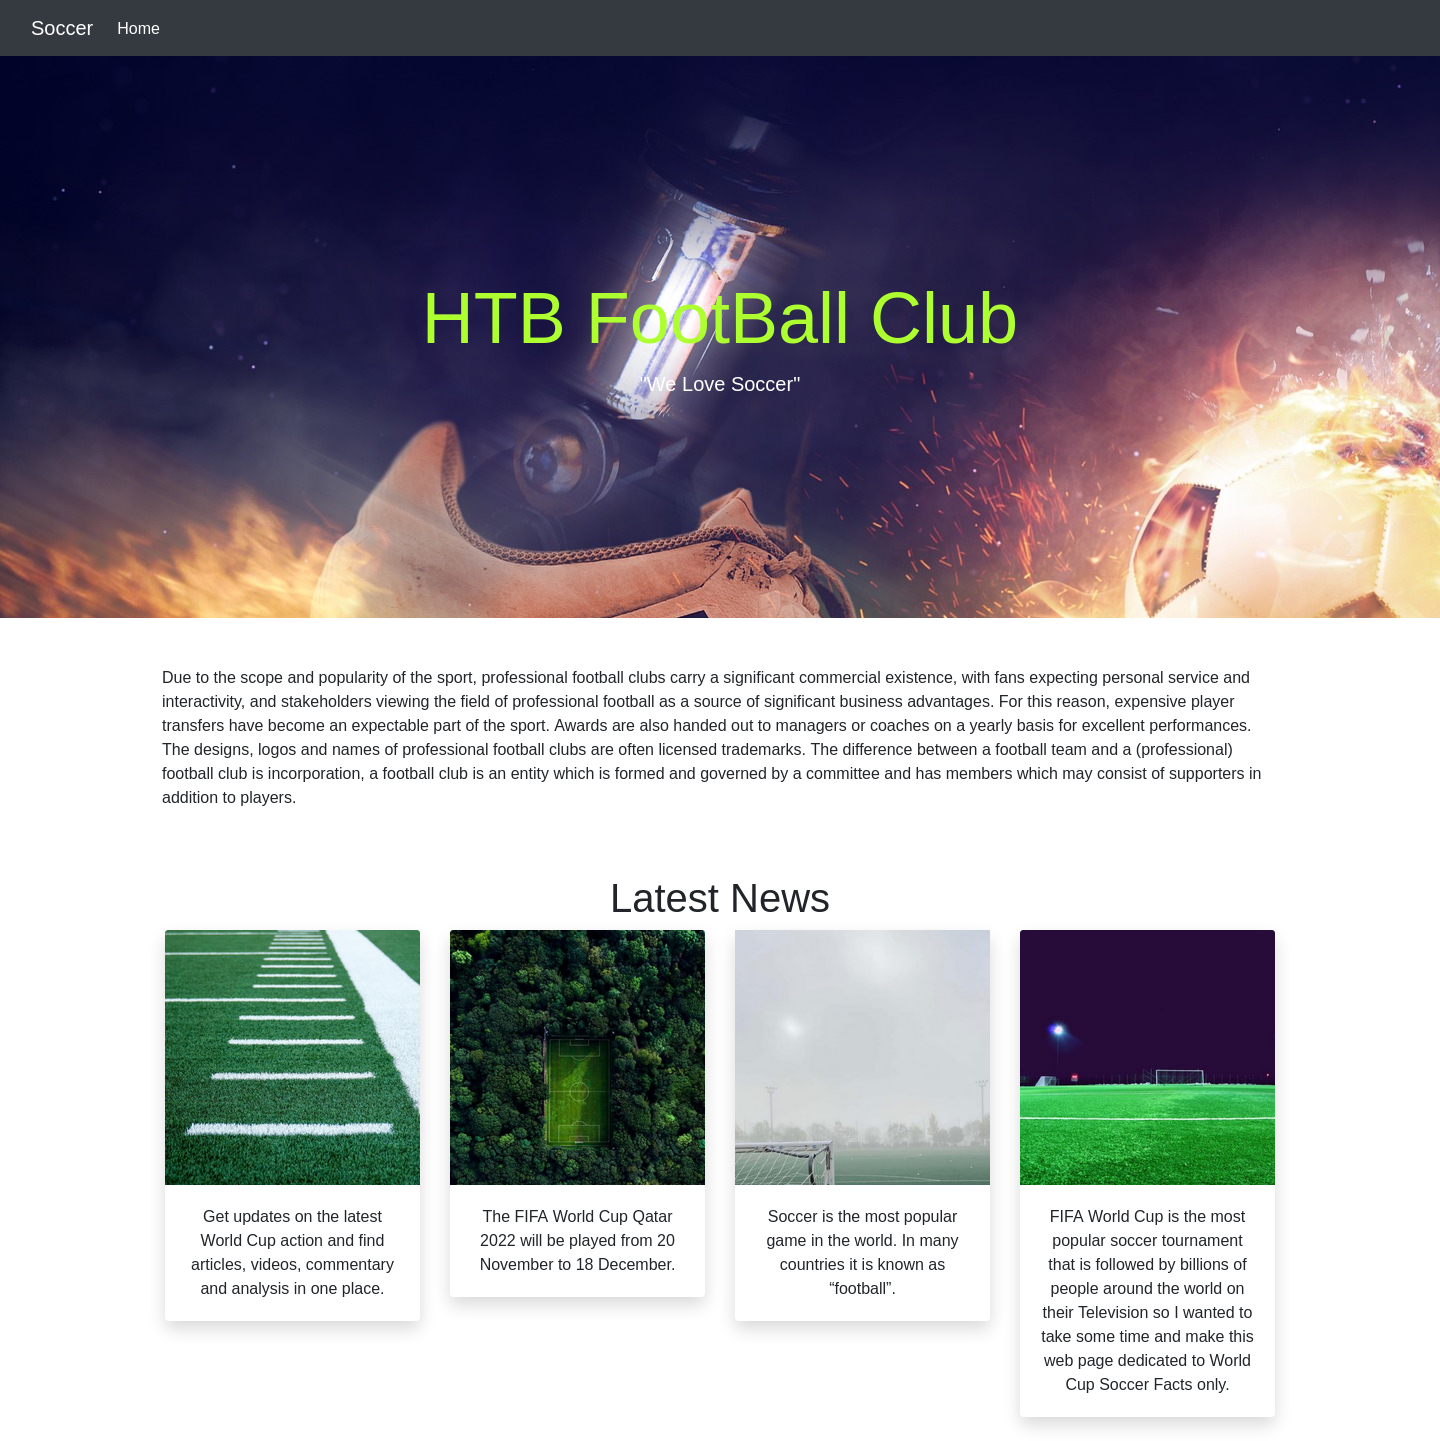 Soccer Home
HTB FootBall Club
"We Love Soccer"
Due to the scope and popularity of the sport, professional football clubs carry a significant commercial existence, with fans expecting personal service and
interactivity, and stakeholders viewing the field of professional football as a source of significant business advantages. For this reason, expensive player
transfers have become an expectable part of the sport. Awards are also handed out to managers or coaches on a yearly basis for excellent performances.
The designs, logos and names of professional football clubs are often licensed trademarks. The difference between a football team and a (professional)
football club is incorporation, a football club is an entity which is formed and governed by a committee and has members which may consist of supporters in
addition to players.
Latest News
Get updates on the latest
World Cup action and find
articles, videos, commentary
and analysis in one place.
The FIFA World Cup Qatar
2022 will be played from 20
November to 18 December.
Soccer is the most popular
game in the world. In many
countries it is known as
“football”.
FIFA World Cup is the most
popular soccer tournament
that is followed by billions of
people around the world on
their Television so I wanted to
take some time and make this
web page dedicated to World
Cup Soccer Facts only.